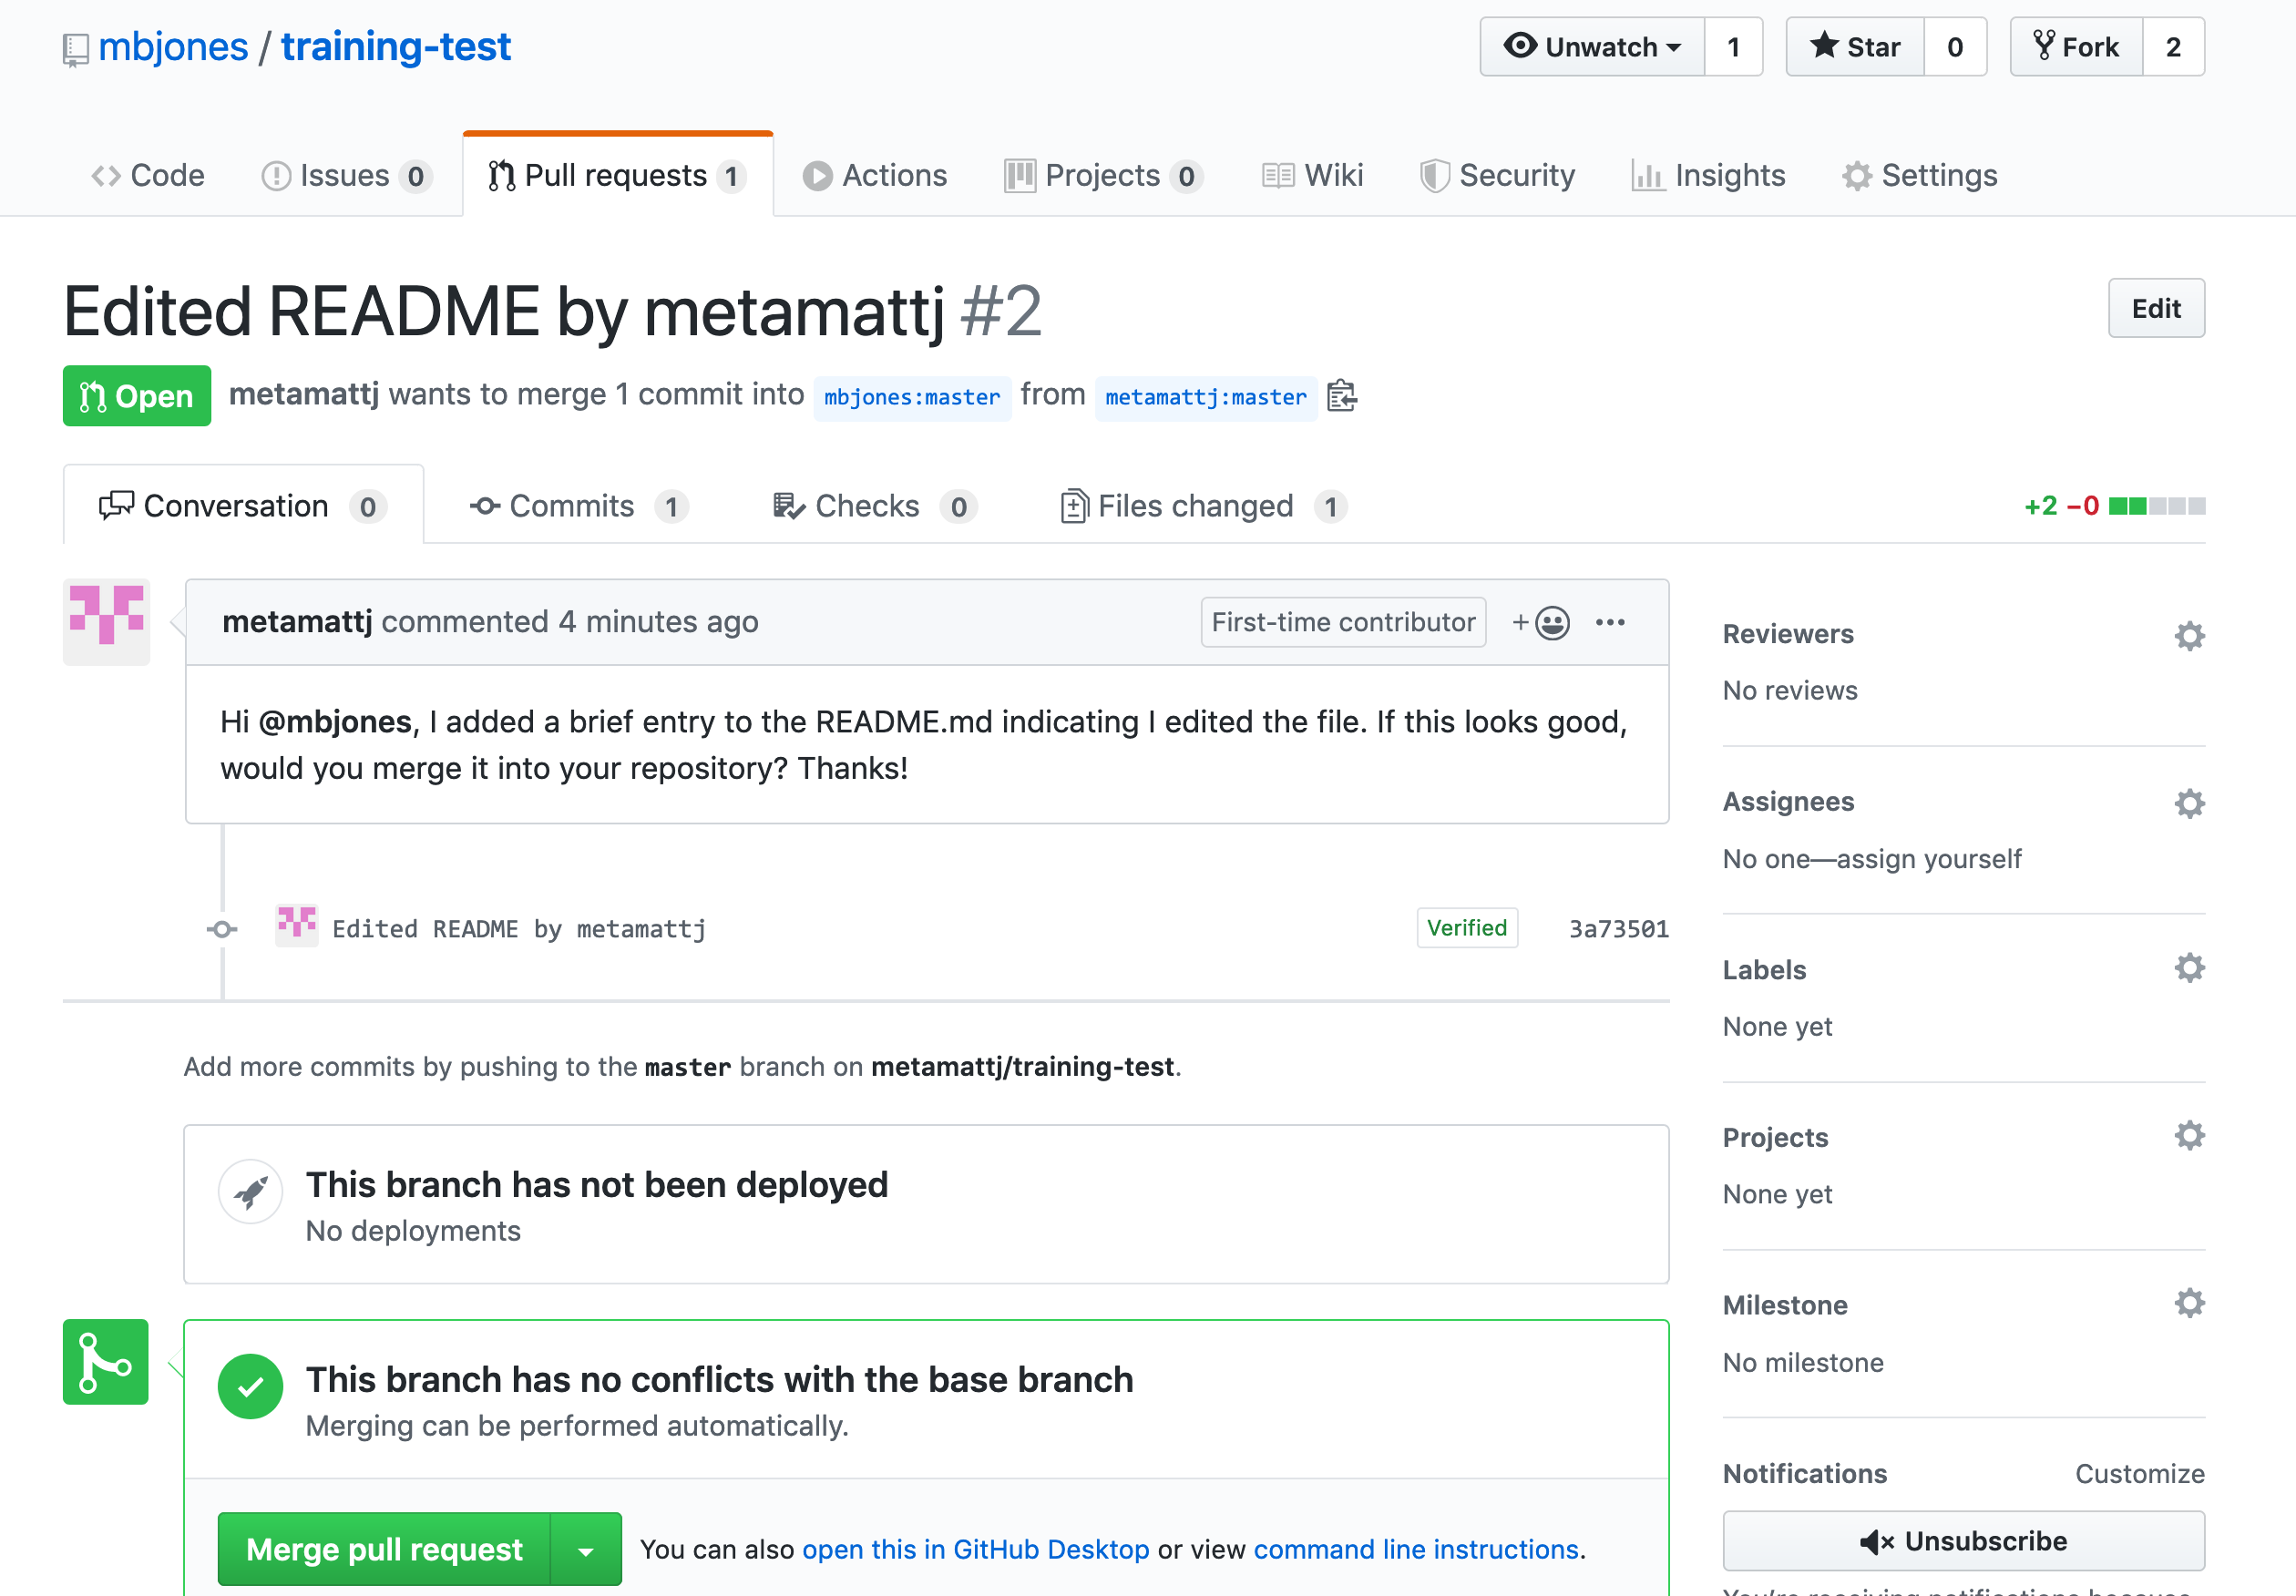 mbjones / training-test
Unwatch 1 Star 0 Fork 2
Code Issues 0 Pull requests 1 Actions Projects 0 Wiki Security Insights Settings
Edited README by metamattj #2
Edit
Open metamattj wants to merge 1 commit into mbjones:master from metamattj:master
Conversation 0 Commits 1 Checks 0 Files changed 1 +2 −0
metamattj commented 4 minutes ago First-time contributor +
Hi @mbjones, I added a brief entry to the README.md indicating I edited the file. If this looks good,
would you merge it into your repository? Thanks!
Edited README by metamattj Verified 3a73501
Add more commits by pushing to the master branch on metamattj/training-test.
This branch has not been deployed
No deployments
This branch has no conflicts with the base branch
Merging can be performed automatically.
Merge pull request You can also open this in GitHub Desktop or view command line instructions.
Reviewers
No reviews
Assignees
No one—assign yourself
Labels
None yet
Projects
None yet
Milestone
No milestone
Notifications Customize
Unsubscribe
You're receiving notifications because